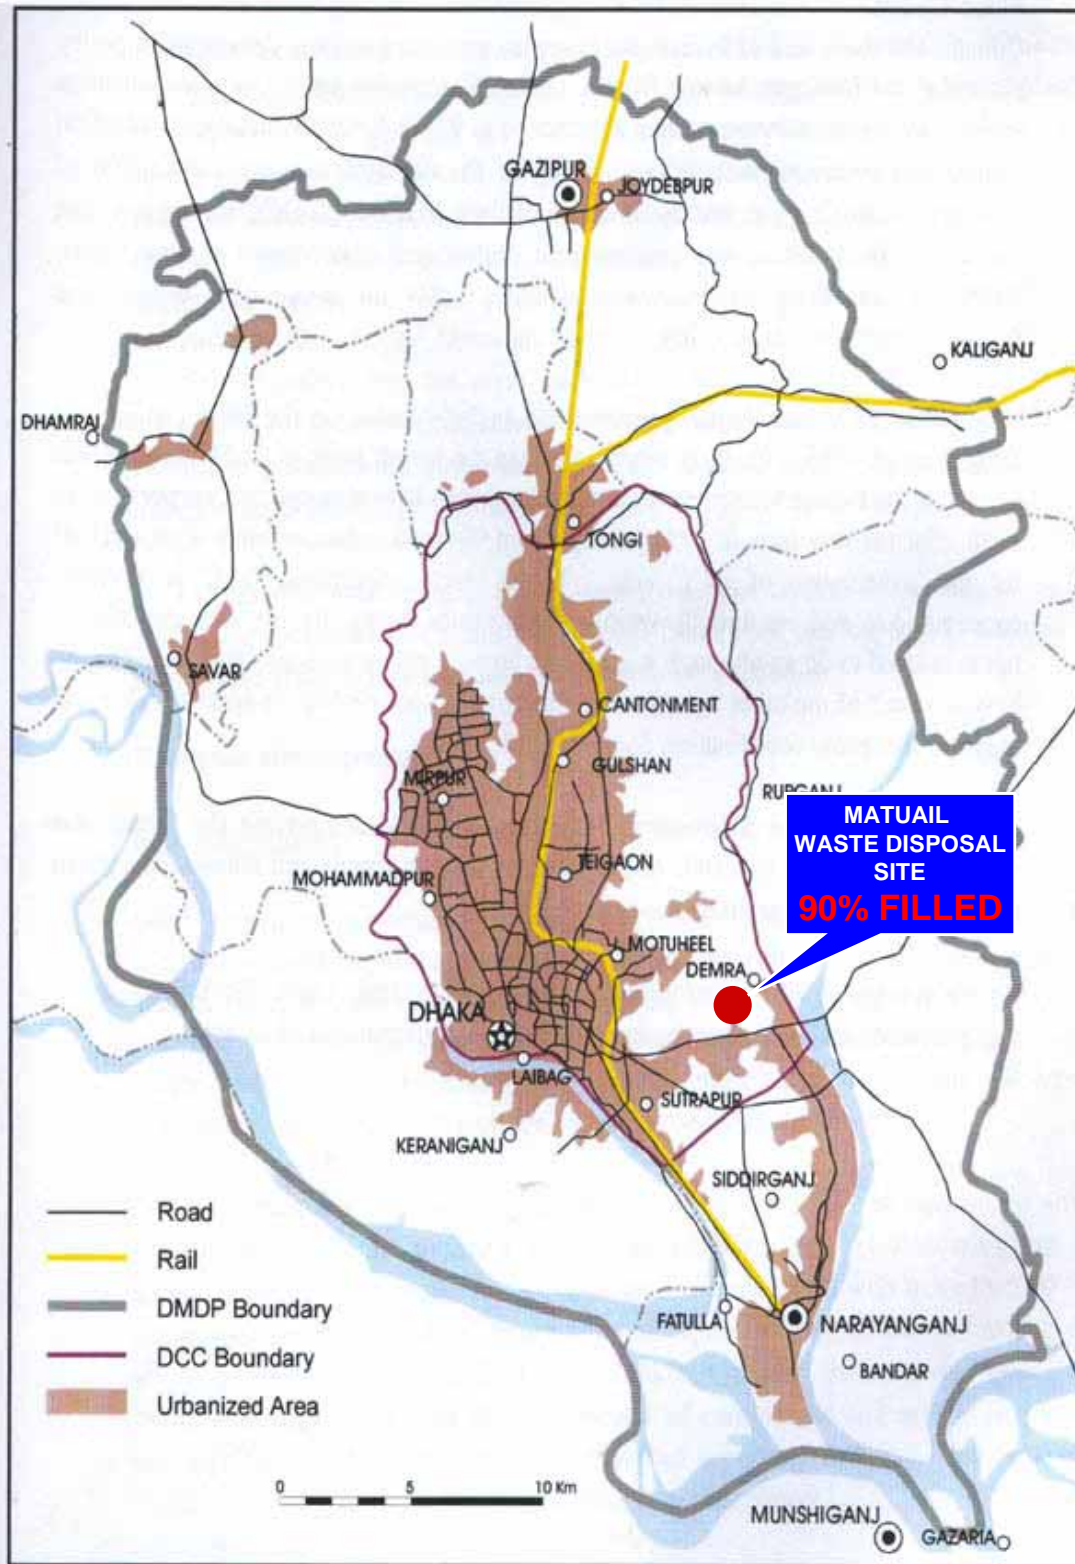 GAZIPUR
JOYDEBPUR
KALIGANJ
DHAMRAI
TONGI
SAVAR
CANTONMENT
GULSHAN
MIRPUR
RUPGANJ
MATUAIL
WASTE DISPOSAL
SITE
90% FILLED
TEJGAON
MOHAMMADPUR
MOTIJHEEL
DEMRA
DHAKA
LALBAG
SUTRAPUR
KERANIGANJ
SIDDIRGANJ
Road
Rail
DMDP Boundary
DCC Boundary
Urbanized Area
FATULLA
NARAYANGANJ
BANDAR
0 5 10 Km
MUNSHIGANJ
GAZARIA